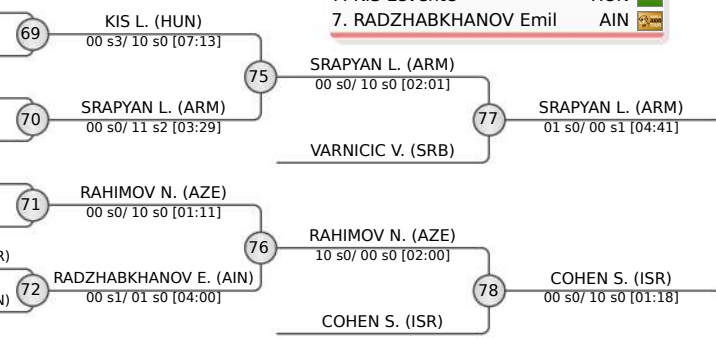 7. RADZHABKHANOV Emil AIN
69
KIS L. (HUN)
00 s3/ 10 s0 [07:13]
75
SRAPYAN L. (ARM)
00 s0/ 10 s0 [02:01]
70
SRAPYAN L. (ARM)
00 s0/ 11 s2 [03:29]
77
SRAPYAN L. (ARM)
01 s0/ 00 s1 [04:41]
VARNICIC V. (SRB)
71
RAHIMOV N. (AZE)
00 s0/ 10 s0 [01:11]
76
RAHIMOV N. (AZE)
10 s0/ 00 s0 [02:00]
72
RADZHABKHANOV E. (AIN)
00 s1/ 01 s0 [04:00]
78
COHEN S. (ISR)
00 s0/ 10 s0 [01:18]
COHEN S. (ISR)